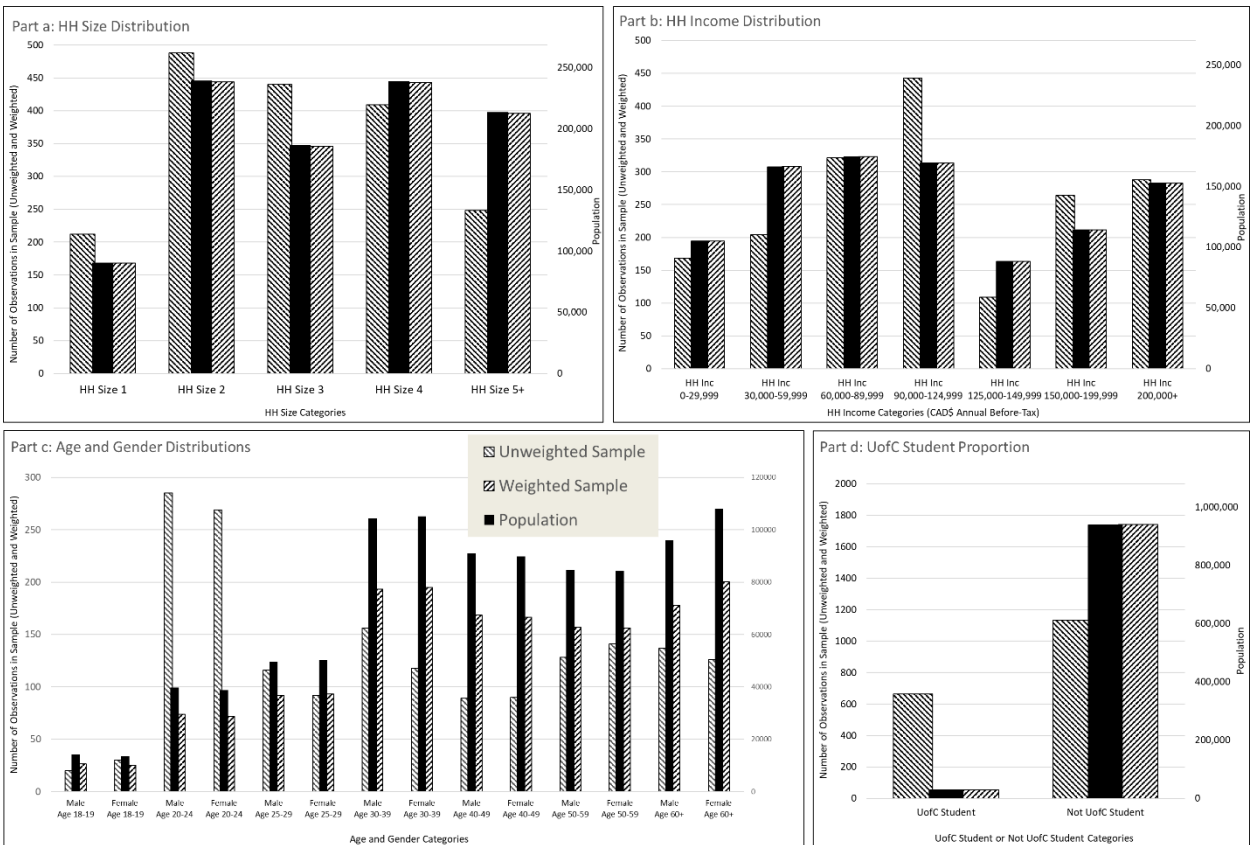 Part a: HH Size Distribution
Number of Observations in Sample (Unweighted and Weighted)
500
450
400
350
300
250
200
150
100
50
0
250,000
200,000
150,000
100,000
50,000
0
Population
HH Size 1 HH Size 2 HH Size 3 HH Size 4 HH Size 5+
HH Size Categories
Part b: HH Income Distribution
Number of Observations in Sample (Unweighted and Weighted)
500
450
400
350
300
250
200
150
100
50
0
250,000
200,000
150,000
100,000
50,000
0
Population
HH Inc HH Inc HH Inc HH Inc HH Inc HH Inc HH Inc
0-29,999 30,000-59,999 60,000-89,999 90,000-124,999 125,000-149,999 150,000-199,999 200,000+
HH Income Categories (CAD$ Annual Before-Tax)
Part c: Age and Gender Distributions
Unweighted Sample
Weighted Sample
Population
Number of Observations in Sample (Unweighted and Weighted)
300
250
200
150
100
50
0
120000
100000
80000
60000
40000
20000
0
Male Female Male Female Male Female Male Female Male Female Male Female Male Female
Age 18-19 Age 18-19 Age 20-24 Age 20-24 Age 25-29 Age 25-29 Age 30-39 Age 30-39 Age 40-49 Age 40-49 Age 50-59 Age 50-59 Age 60+ Age 60+
Age and Gender Categories
Part d: UofC Student Proportion
Number of Observations in Sample (Unweighted and Weighted)
2000
1800
1600
1400
1200
1000
800
600
400
200
0
1,000,000
800,000
600,000
400,000
200,000
0
Population
UofC Student Not UofC Student
UofC Student or Not UofC Student Categories